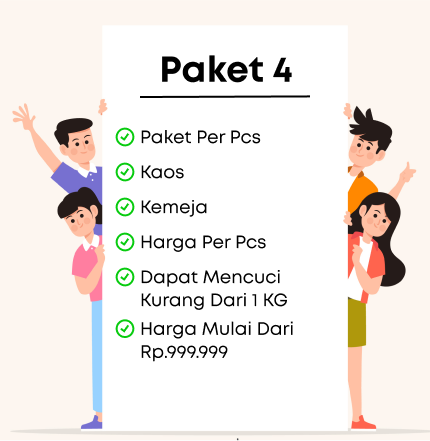 Paket 4
Paket Per Pcs
Kaos
Kemeja
Harga Per Pcs
Dapat Mencuci
Kurang Dari 1 KG
Harga Mulai Dari
Rp.999.999